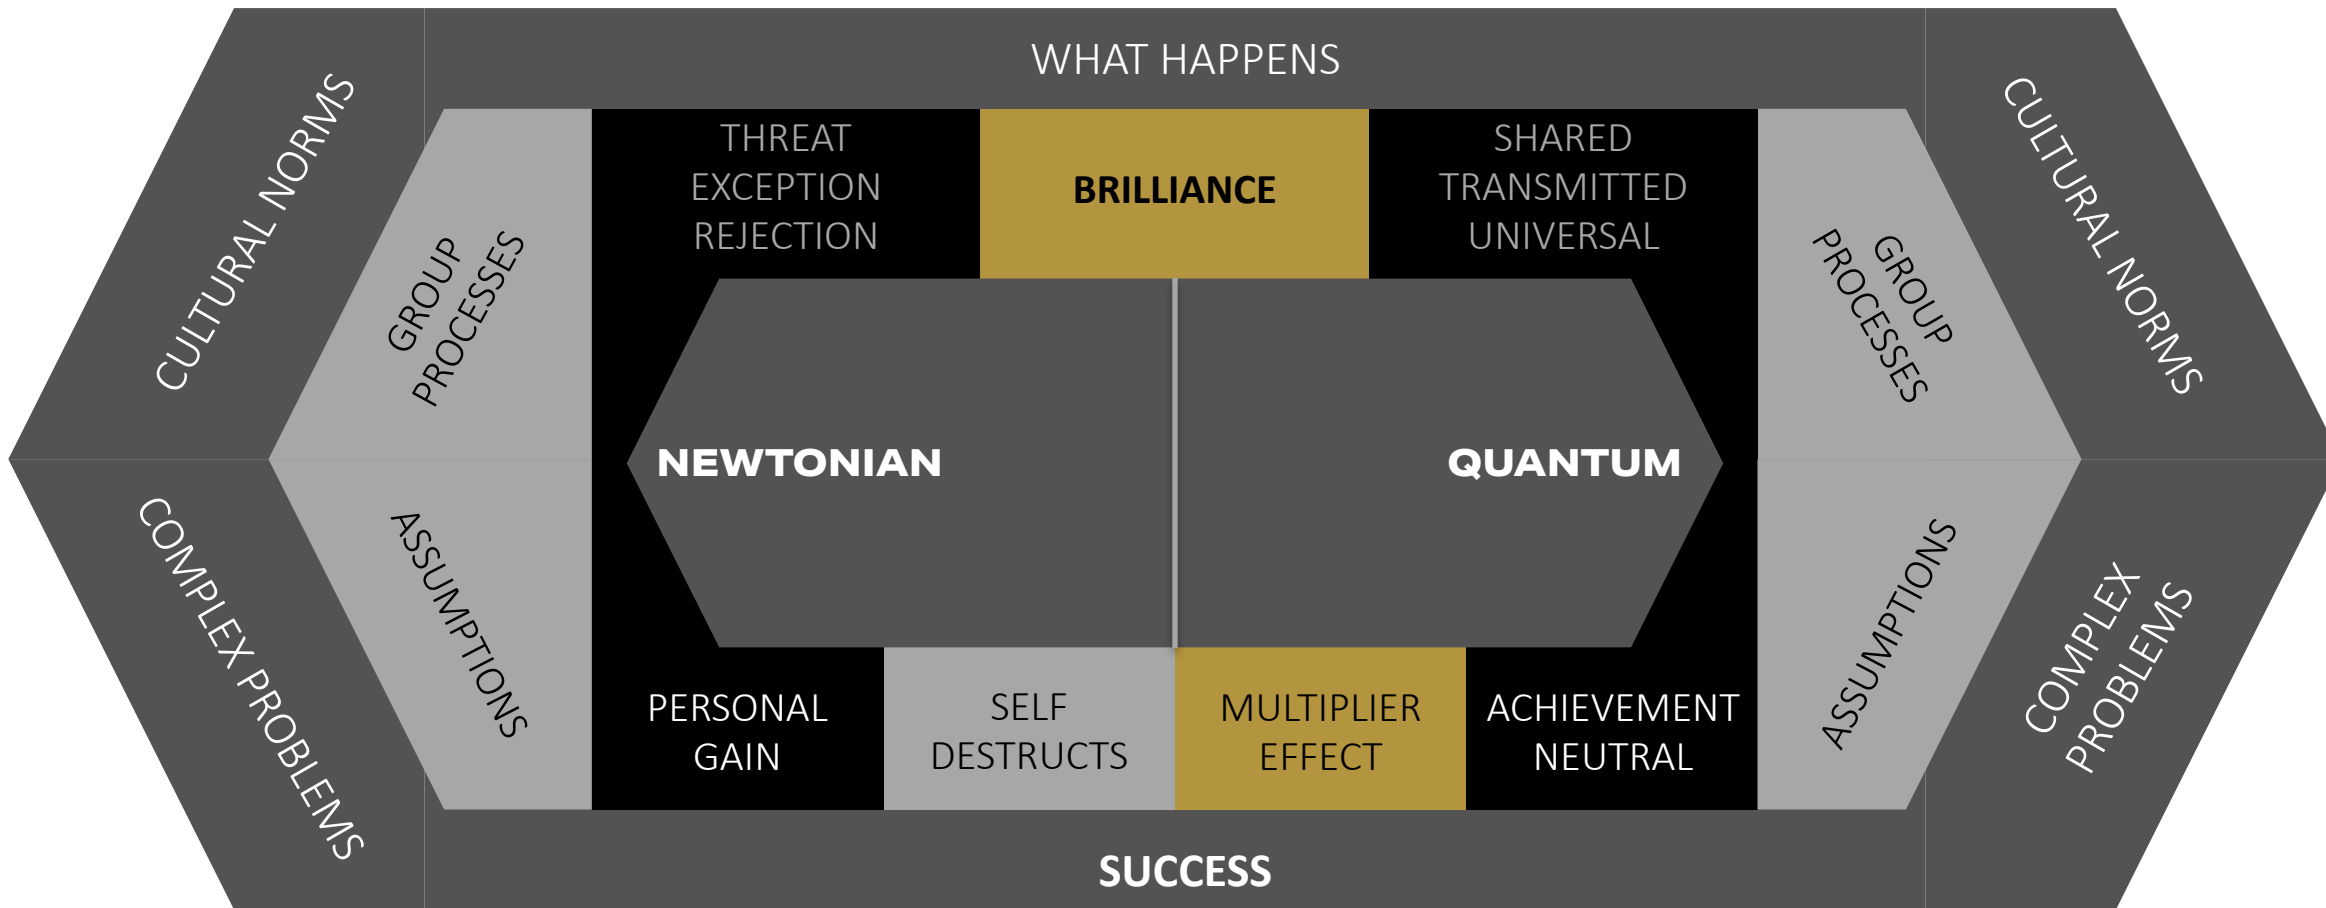 WHAT HAPPENS
CULTURAL NORMS
GROUP
PROCESSES
THREAT
EXCEPTION
REJECTION
BRILLIANCE
SHARED
TRANSMITTED
UNIVERSAL
GROUP
PROCESSES
CULTURAL NORMS
NEWTONIAN
QUANTUM
COMPLEX PROBLEMS
ASSUMPTIONS
PERSONAL
GAIN
SELF
DESTRUCTS
MULTIPLIER
EFFECT
ACHIEVEMENT
NEUTRAL
ASSUMPTIONS
COMPLEX
PROBLEMS
SUCCESS